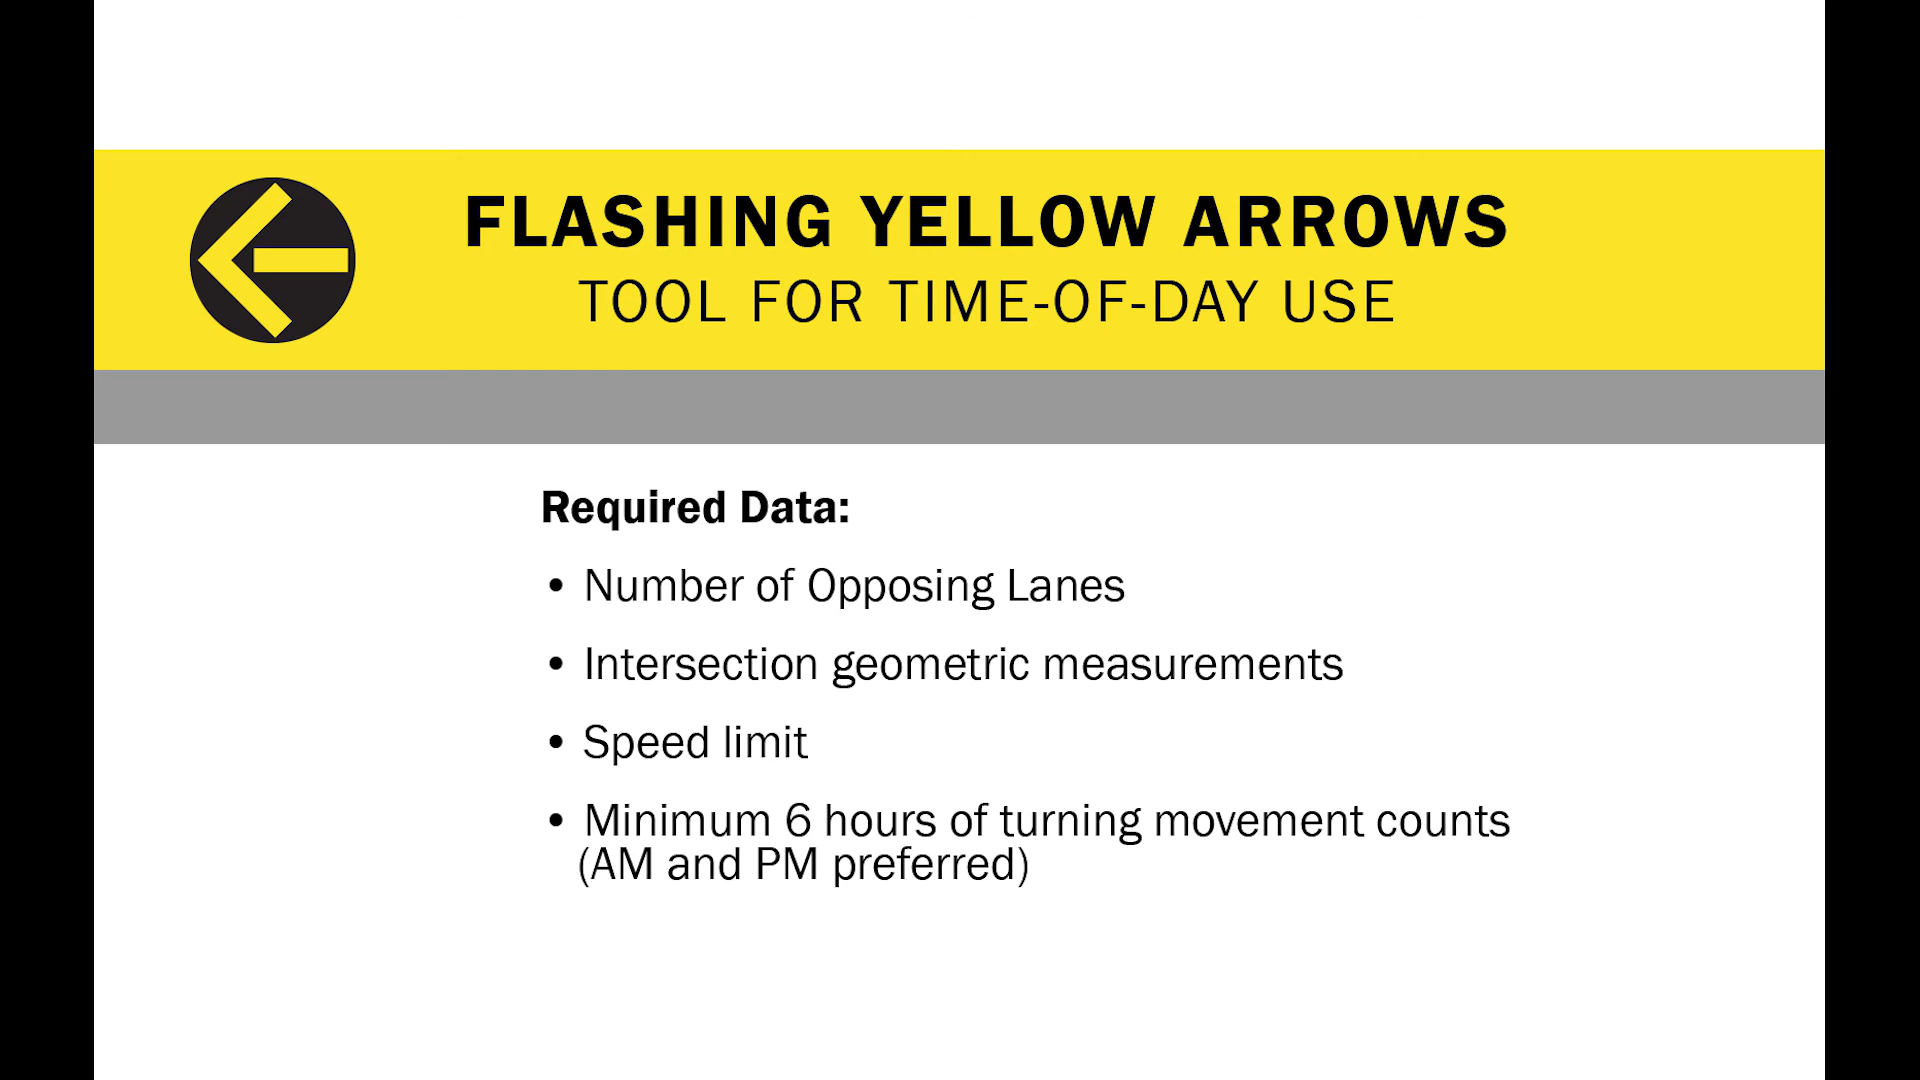 FLASHING YELLOW ARROWS
TOOL FOR TIME-OF-DAY USE
Required Data:
• Number of Opposing Lanes
• Intersection geometric measurements
• Speed limit
• Minimum 6 hours of turning movement counts
(AM and PM preferred)